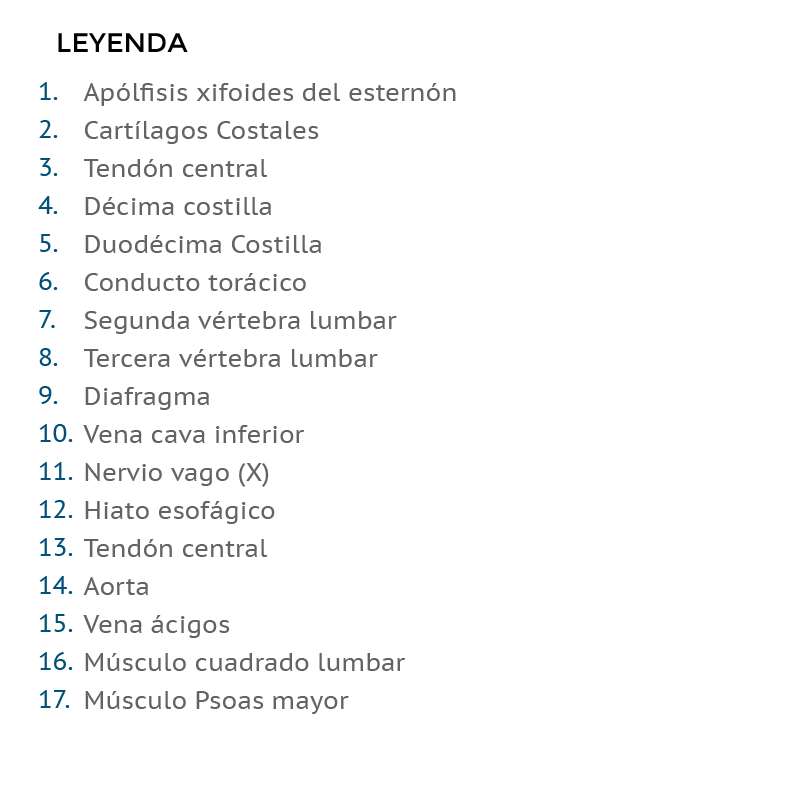 LEYENDA
1. Apólfisis xifoides del esternón
2. Cartílagos Costales
3. Tendón central
4. Décima costilla
5. Duodécima Costilla
6. Conducto torácico
7. Segunda vértebra lumbar
8. Tercera vértebra lumbar
9. Diafragma
10. Vena cava inferior
11. Nervio vago (X)
12. Hiato esofágico
13. Tendón central
14. Aorta
15. Vena ácigos
16. Músculo cuadrado lumbar
17. Músculo Psoas mayor